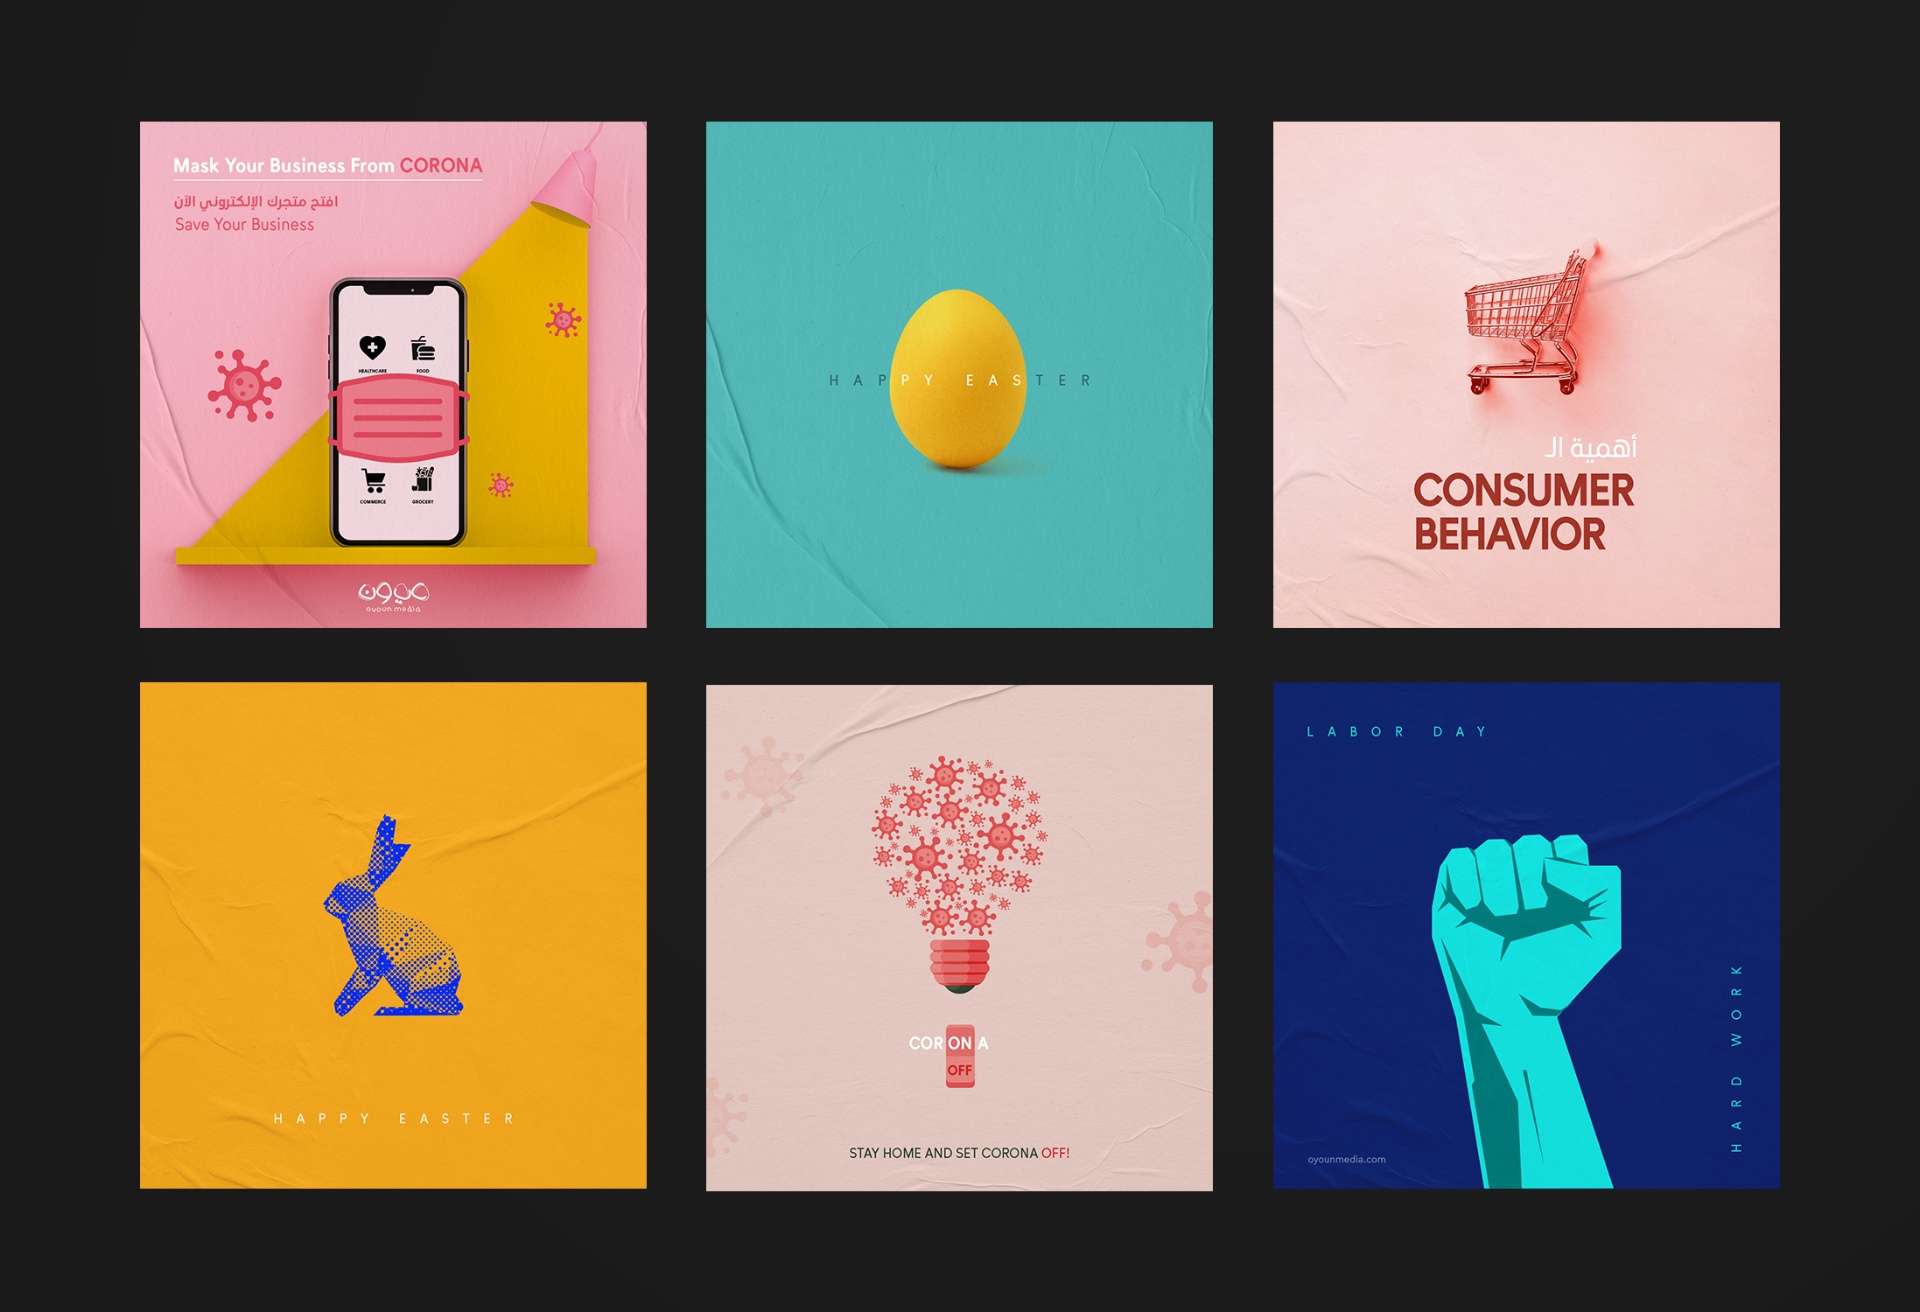 Mask Your Business From CORONA
افتح متجرك الإلكتروني الآن
Save Your Business
HEALTHCARE
FOOD
COMMERCE
GROCERY
عيون
oyoun media
HAPPY EASTER
أهمية الـ
CONSUMER
BEHAVIOR
HAPPY EASTER
CORONA
OFF
STAY HOME AND SET CORONA OFF!
LABOR DAY
HARD WORK
oyounmedia.com